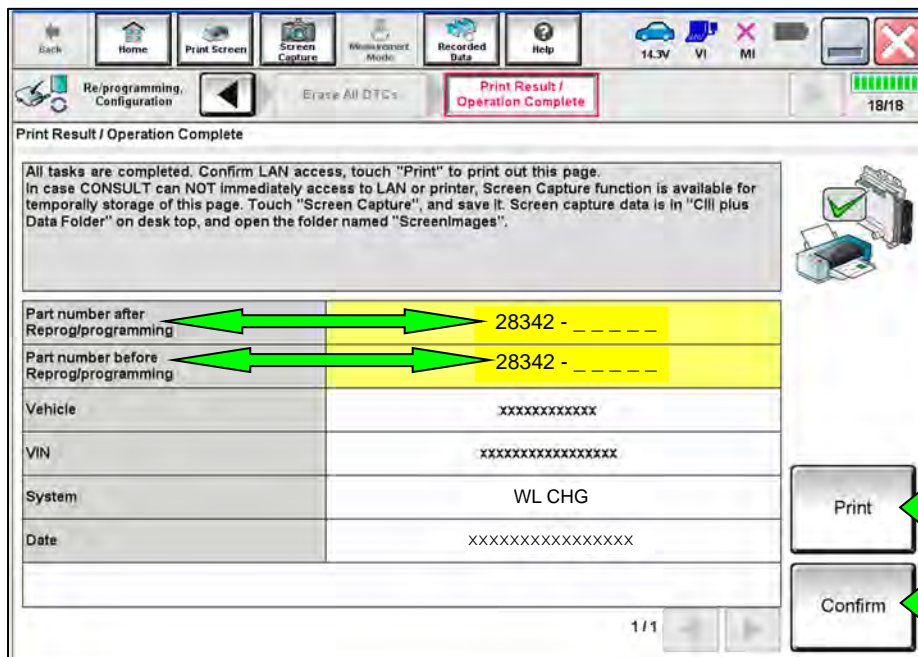 Back
Home
Print Screen
Screen Capture
Measurement Mode
Recorded Data
Help
14.3V
VI
MI
Re/programming,
Configuration
Erase All DTCs
Print Result /
Operation Complete
18/18
Print Result / Operation Complete
All tasks are completed. Confirm LAN access, touch "Print" to print out this page.
In case CONSULT can NOT immediately access to LAN or printer, Screen Capture function is available for
temporally storage of this page. Touch "Screen Capture", and save it. Screen capture data is in "CIII plus
Data Folder" on desk top, and open the folder named "ScreenImages".
Part number after
Reprog/programming
28342 - _ _ _ _ _
Part number before
Reprog/programming
28342 - _ _ _ _ _
Vehicle
xxxxxxxxxxxx
VIN
xxxxxxxxxxxxxxxxx
System
WL CHG
Date
XXXXXXXXXXXXXXXX
Print
Confirm
1/1